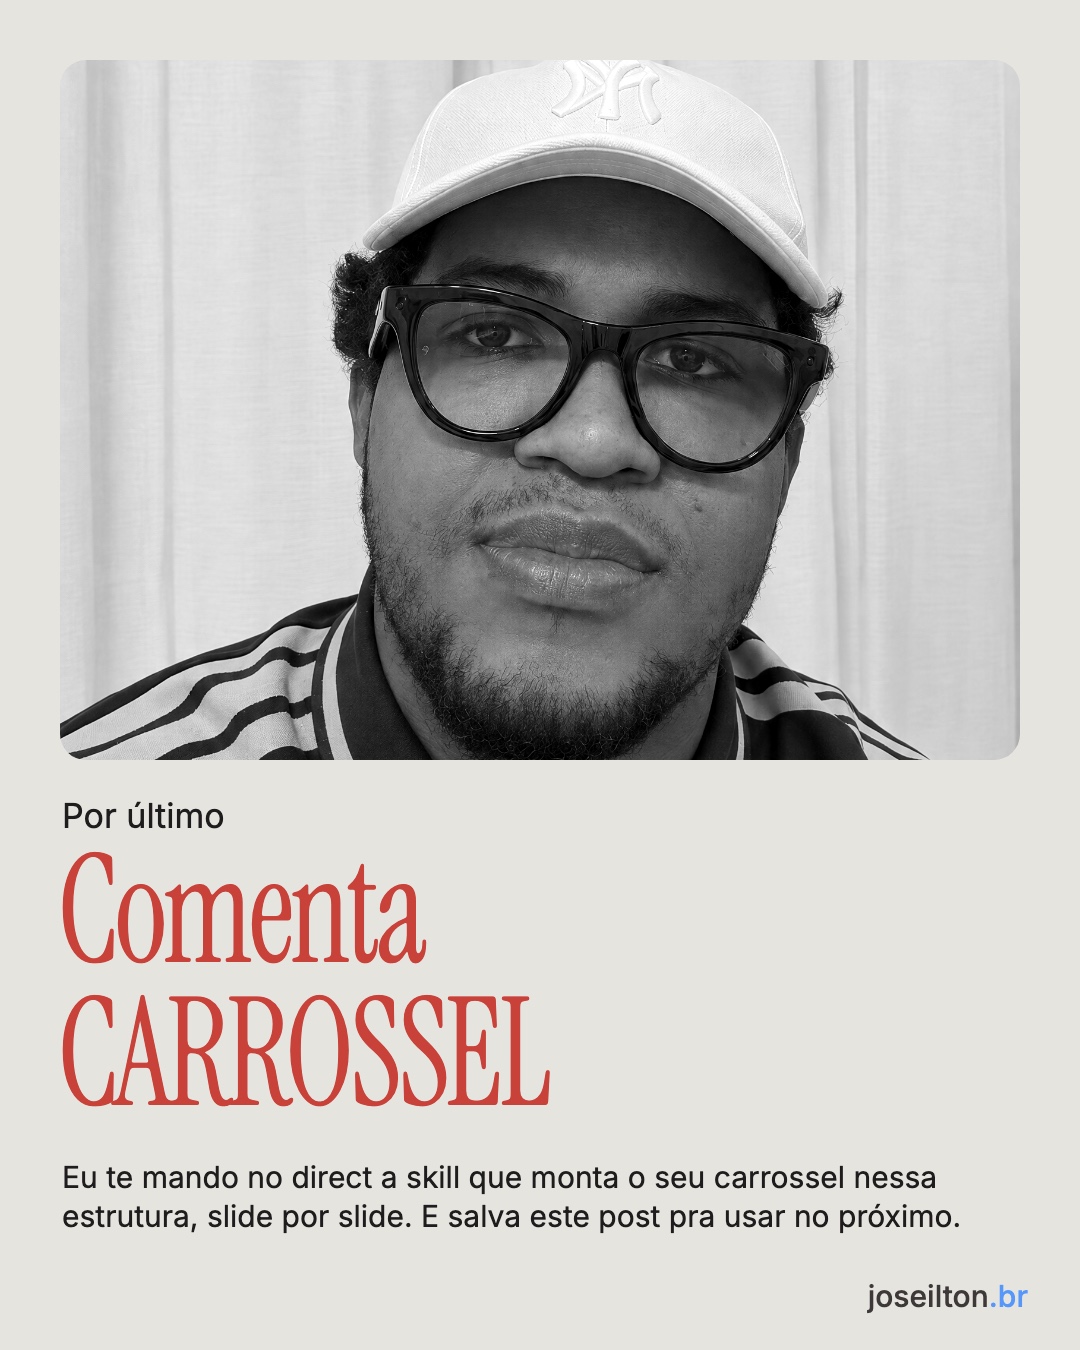 NY
Por último
Comenta
CARROSSEL
Eu te mando no direct a skill que monta o seu carrossel nessa
estrutura, slide por slide. E salva este post pra usar no próximo.
joseilton.br